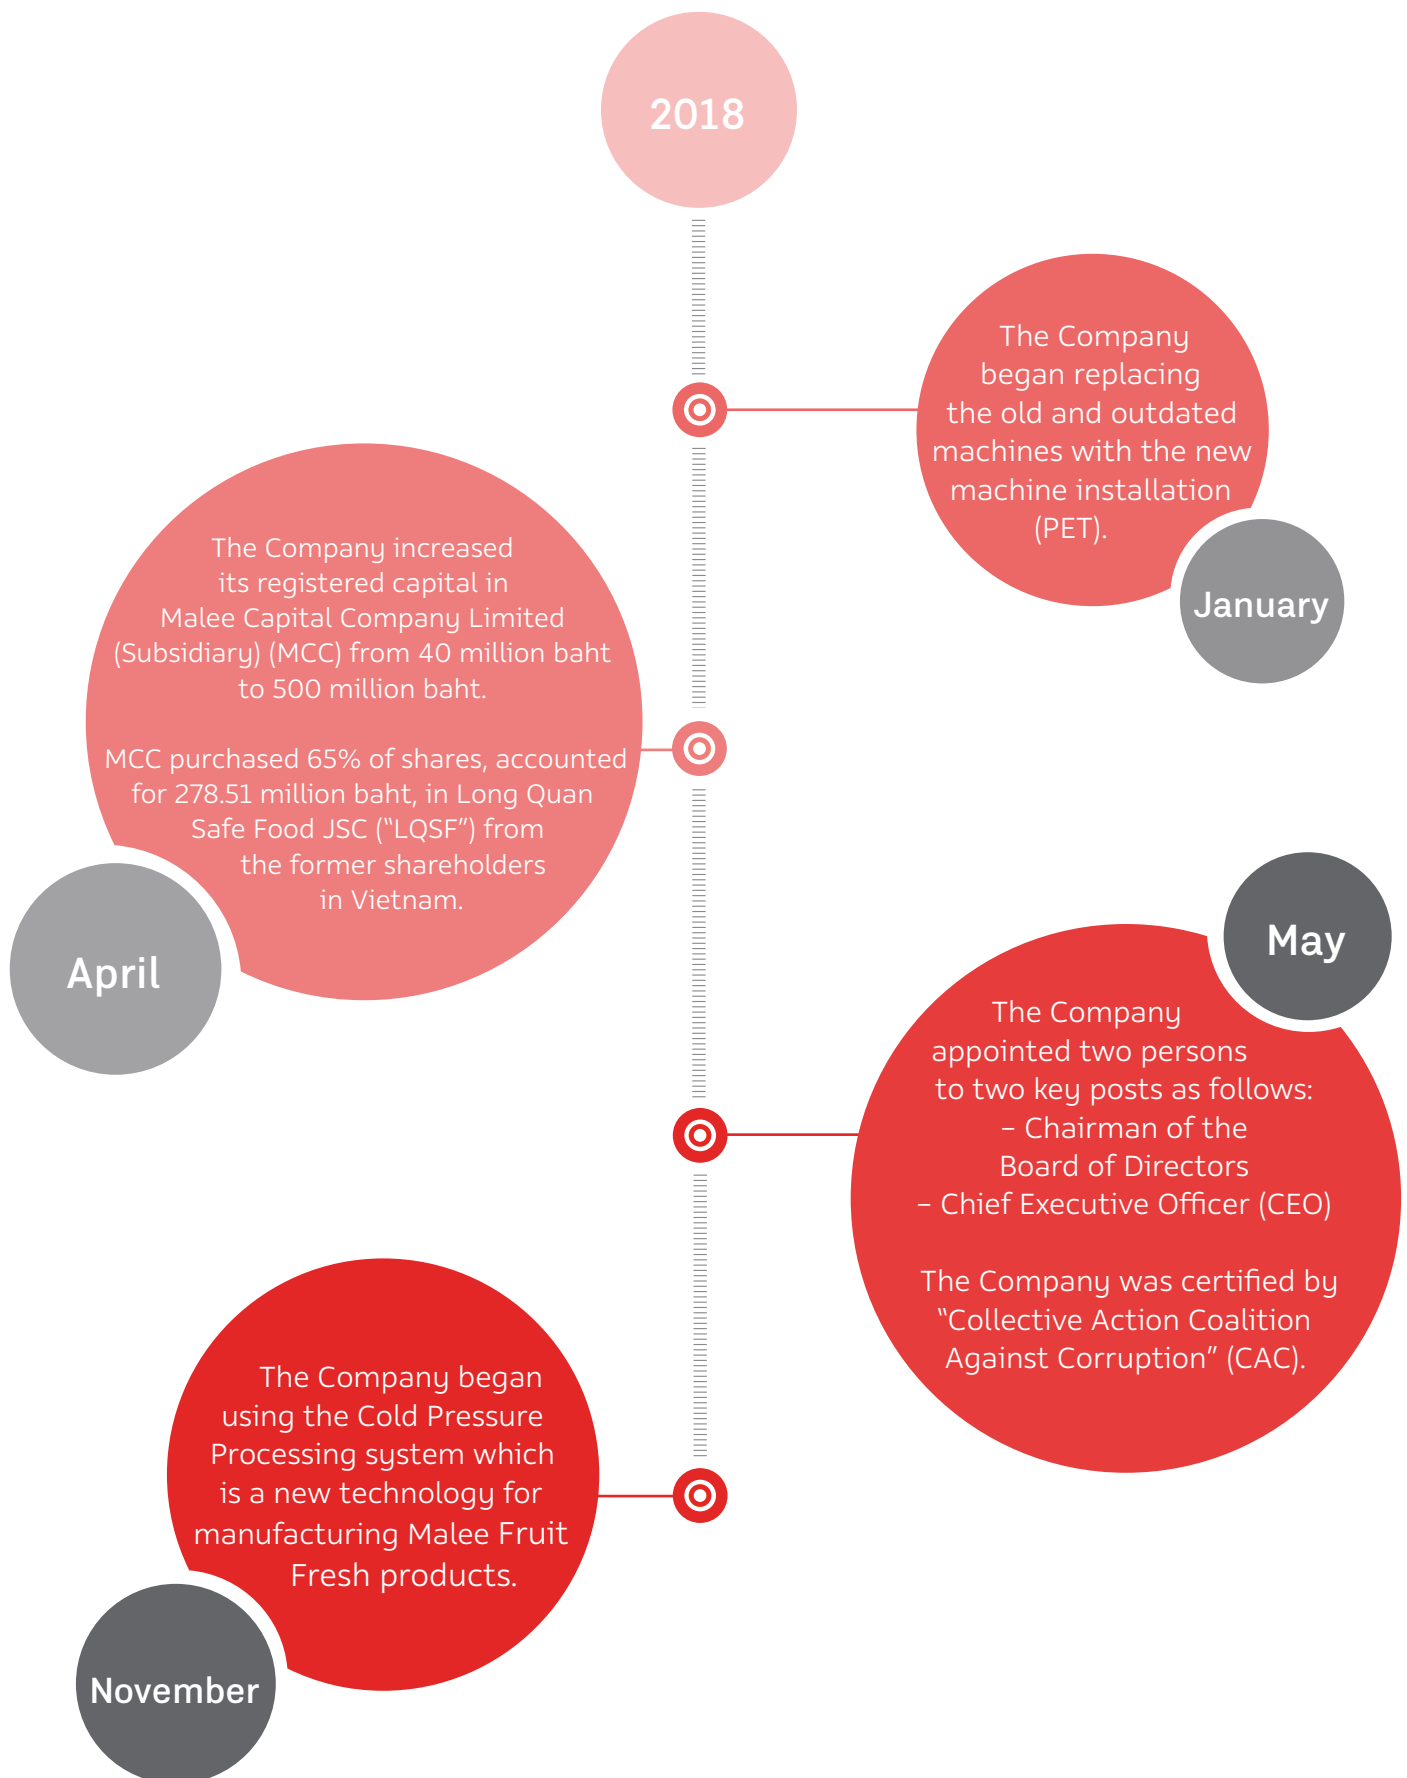 2018
The Company
began replacing
the old and outdated
machines with the new
machine installation
(PET).
January
The Company increased
its registered capital in
Malee Capital Company Limited
(Subsidiary) (MCC) from 40 million baht
to 500 million baht.
MCC purchased 65% of shares, accounted
for 278.51 million baht, in Long Quan
Safe Food JSC (“LQSF”) from
the former shareholders
in Vietnam.
April
May
The Company
appointed two persons
to two key posts as follows:
– Chairman of the
Board of Directors
– Chief Executive Officer (CEO)
The Company was certified by
“Collective Action Coalition
Against Corruption” (CAC).
The Company began
using the Cold Pressure
Processing system which
is a new technology for
manufacturing Malee Fruit
Fresh products.
November